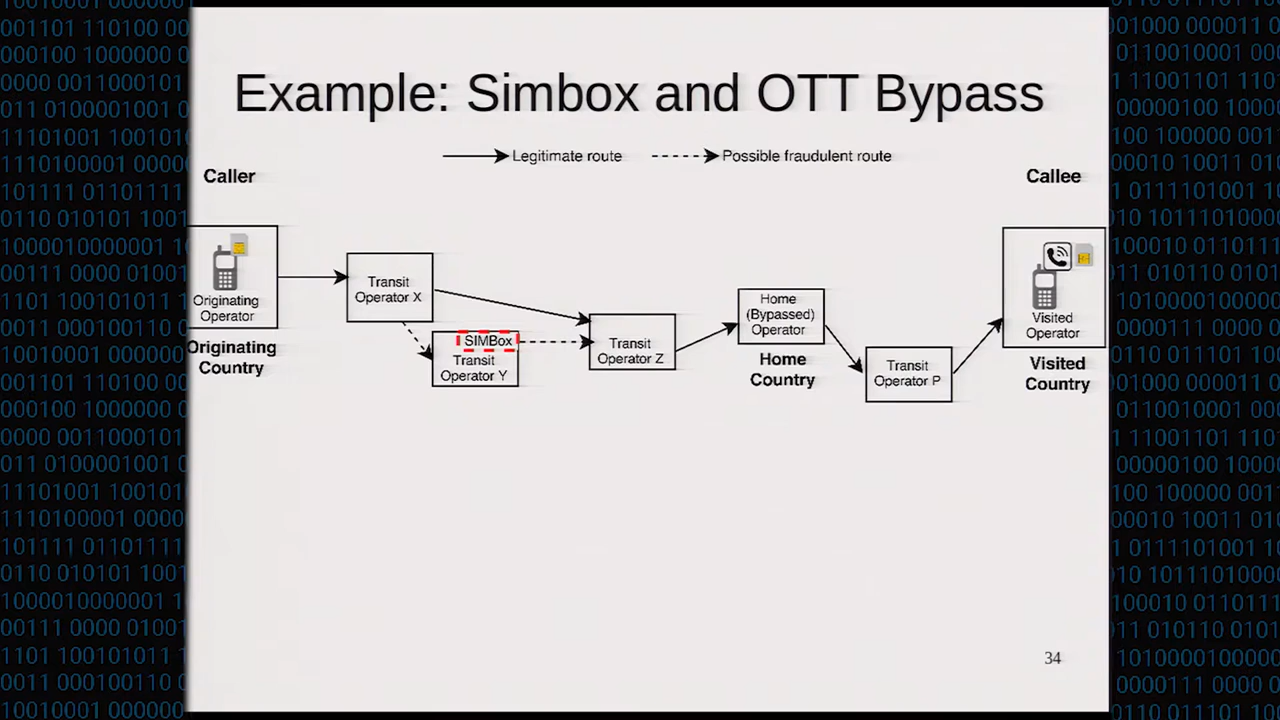 Example: Simbox and OTT Bypass
Legitimate route
Possible fraudulent route
Caller
Callee
Originating
Operator
Originating
Country
Transit
Operator X
SIMBox
Transit
Operator Y
Transit
Operator Z
Home
(Bypassed)
Operator
Home
Country
Transit
Operator P
Visited
Operator
Visited
Country
34